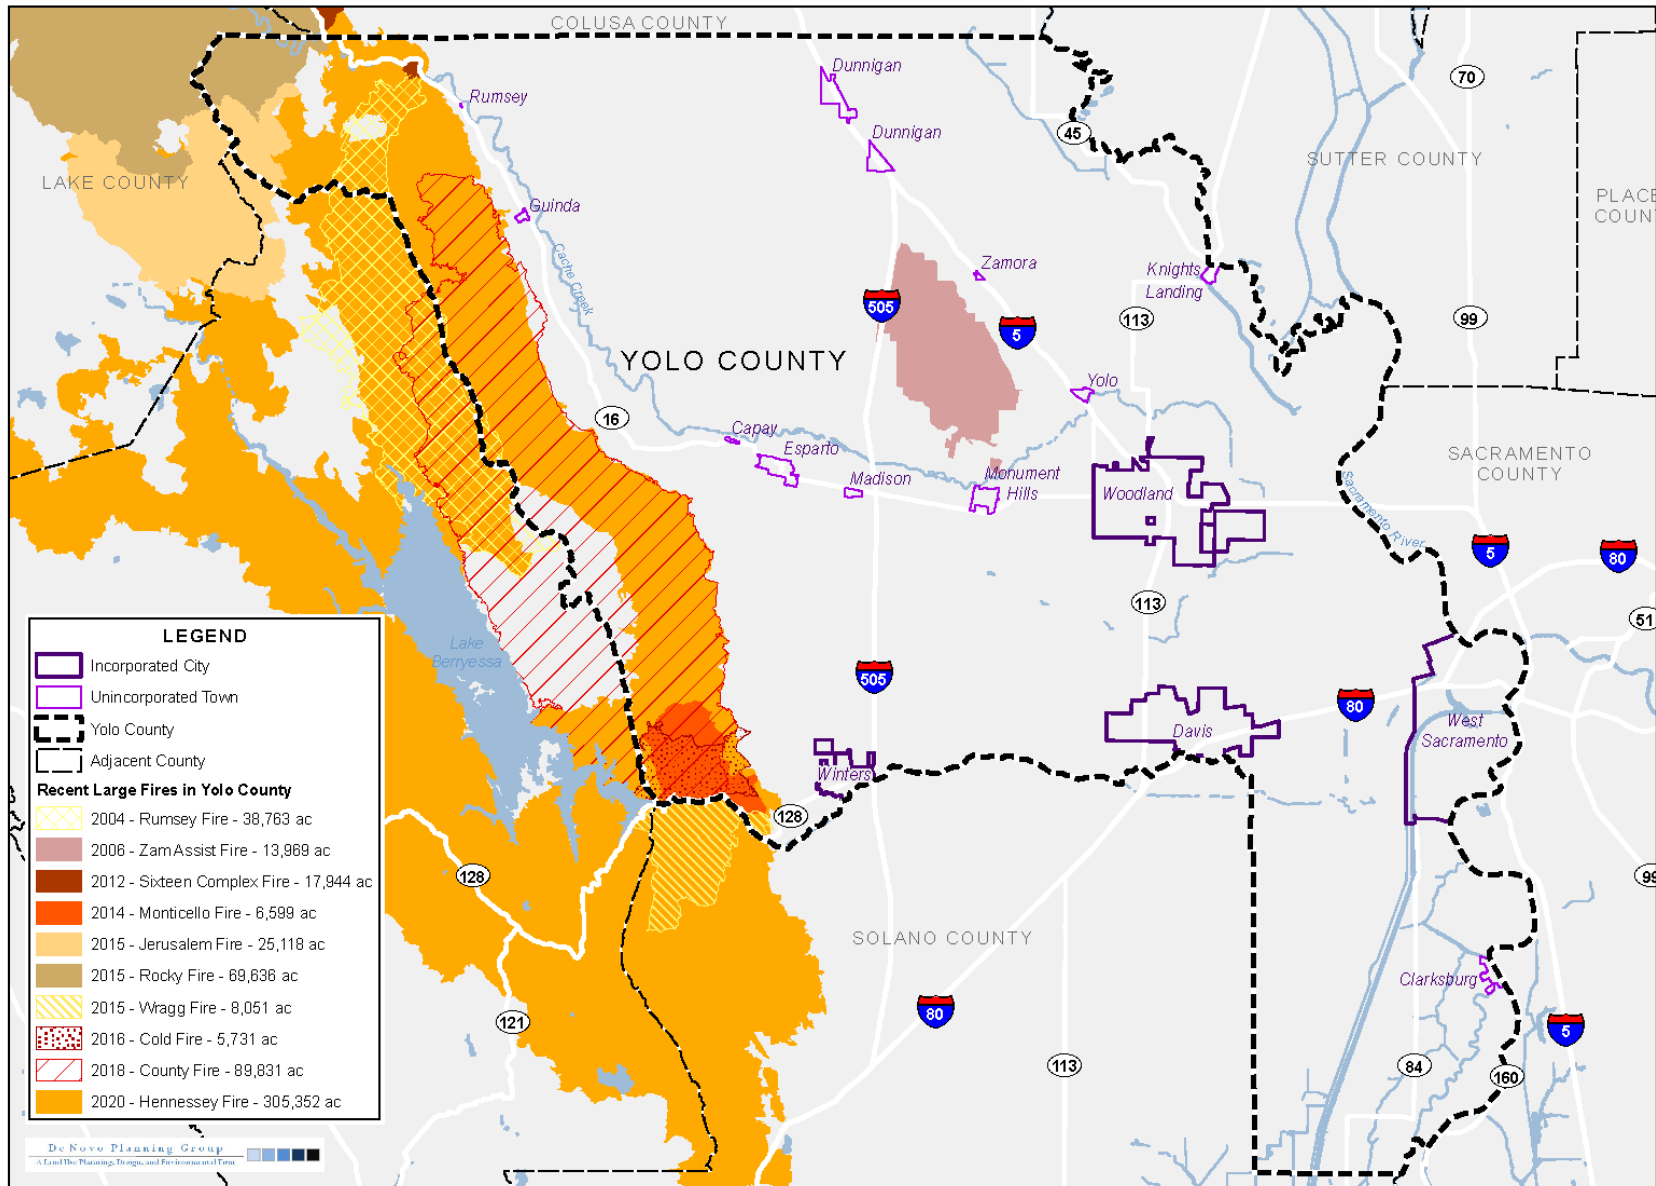 COLUSA COUNTY
Dunnigan
70
Rumsey
Dunnigan
45
SUTTER COUNTY
LAKE COUNTY
PLACE
COUN
Guinda
Cache Creek
Zamora
Knights
Landing
505
5
113
99
YOLO COUNTY
Yolo
16
Capay
Esparto
Madison
Monument
Hills
Woodland
SACRAMENTO
COUNTY
Sacramento River
5
80
113
51
Lake
Berryessa
505
80
Davis
West
Sacramento
Winters
128
128
99
SOLANO COUNTY
Clarksburg
121
80
5
113
84
160
LEGEND
Incorporated City
Unincorporated Town
Yolo County
Adjacent County
Recent Large Fires in Yolo County
2004 - Rumsey Fire - 38,763 ac
2006 - Zam Assist Fire - 13,969 ac
2012 - Sixteen Complex Fire - 17,944 ac
2014 - Monticello Fire - 6,599 ac
2015 - Jerusalem Fire - 25,118 ac
2015 - Rocky Fire - 69,636 ac
2015 - Wragg Fire - 8,051 ac
2016 - Cold Fire - 5,731 ac
2018 - County Fire - 89,831 ac
2020 - Hennessey Fire - 305,352 ac
De Novo Planning Group
A Land Use Planning, Design, and Environmental Firm